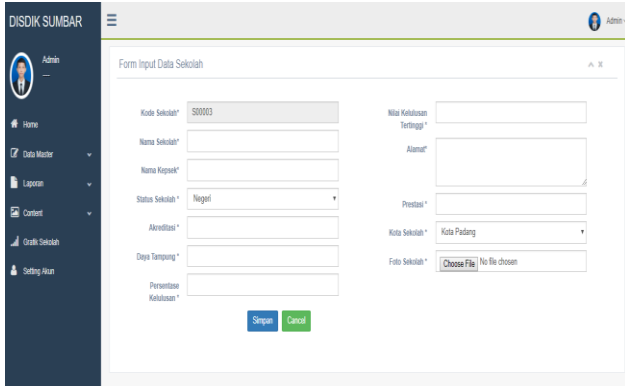 DISDIK SUMBAR
Admin
Admin
---
Home
Data Master
Laporan
Content
Grafik Sekolah
Setting Akun
Form Input Data Sekolah
Kode Sekolah* S00003
Nama Sekolah*
Nama Kepsek*
Status Sekolah * Negeri
Akreditasi *
Daya Tampung *
Persentase
Kelulusan *
Nilai Kelulusan
Tertinggi *
Alamat*
Prestasi *
Kota Sekolah * Kota Padang
Foto Sekolah * Choose File No file chosen
Simpan Cancel